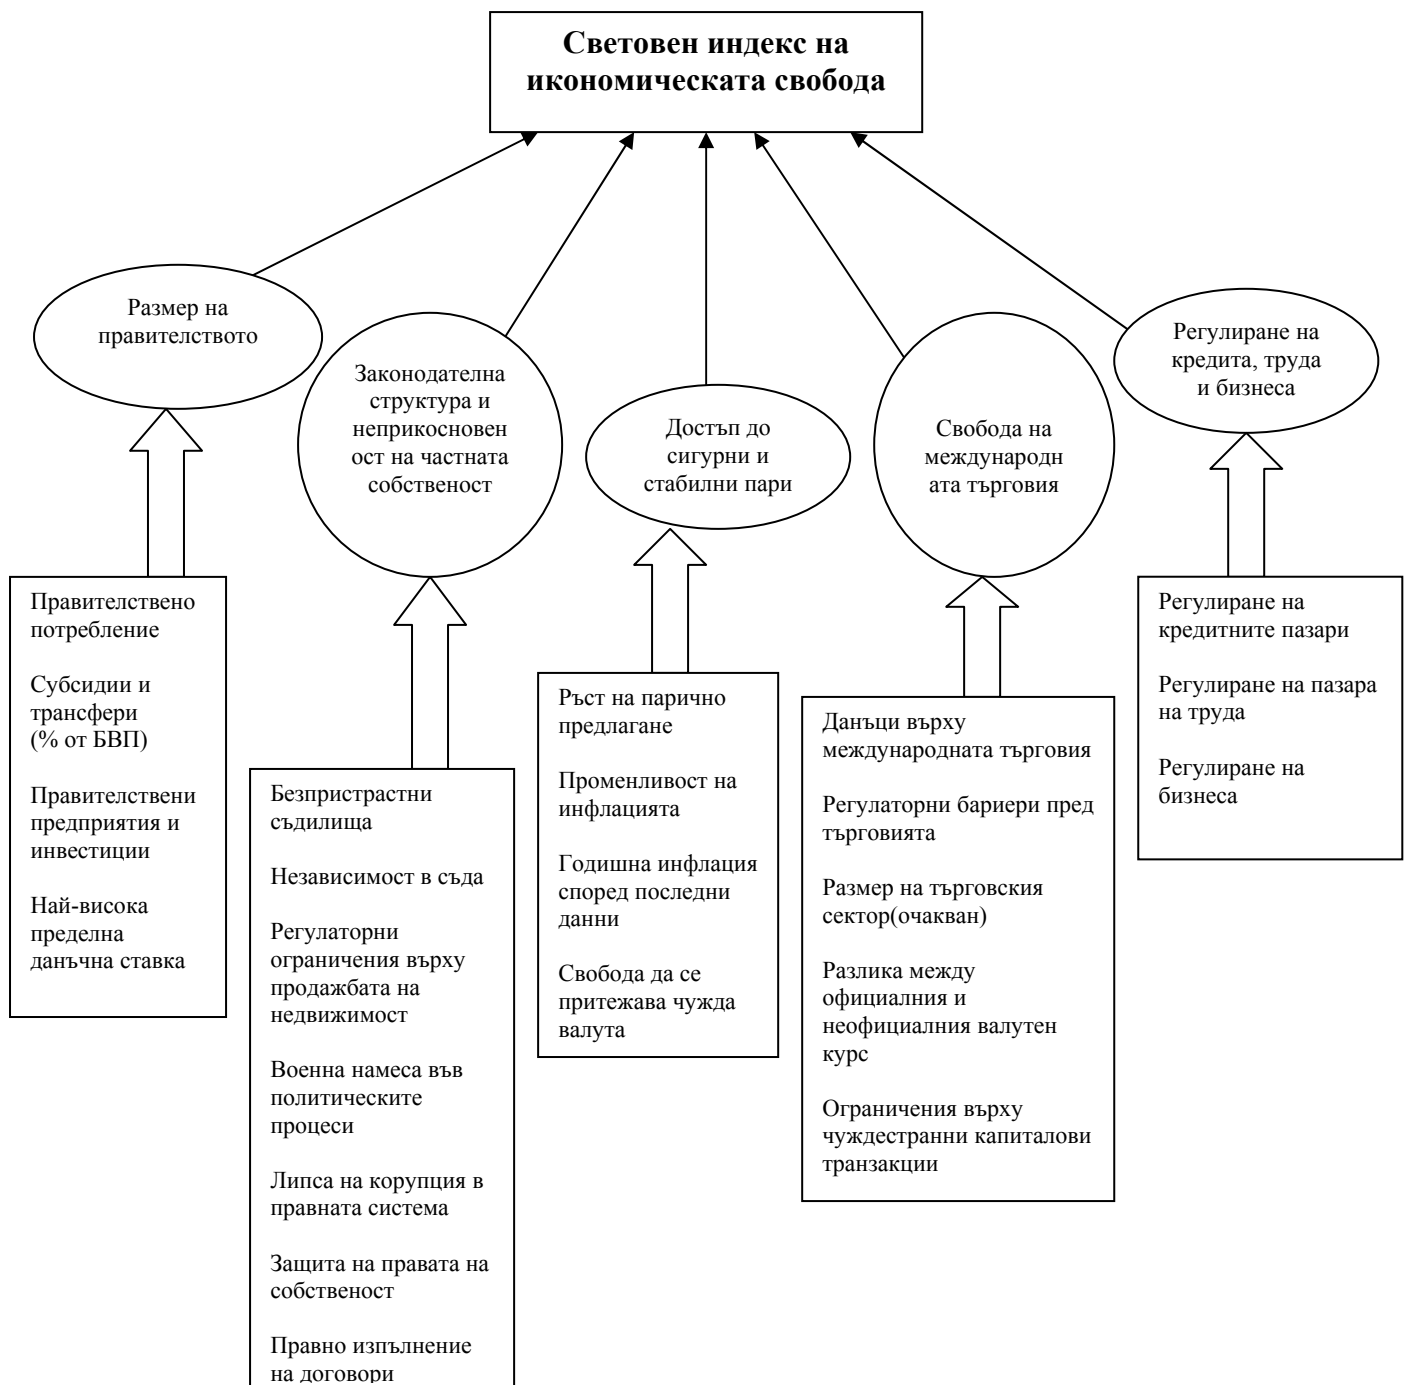 Световен индекс на
икономическата свобода
Размер на
правителството
Законодателна
структура и
неприкосновен
ост на частната
собственост
Достъп до
сигурни и
стабилни пари
Свобода на
международн
ата търговия
Регулиране на
кредита, труда
и бизнеса
Правителствено
потребление
Субсидии и
трансфери
(% от БВП)
Правителствени
предприятия и
инвестиции
Най-висока
пределна
данъчна ставка
Безпристрастни
съдилища
Независимост в съда
Регулаторни
ограничения върху
продажбата на
недвижимост
Военна намеса във
политическите
процеси
Липса на корупция в
правната система
Защита на правата на
собственост
Правно изпълнение
на договори
Ръст на парично
предлагане
Променливост на
инфлацията
Годишна инфлация
според последни
данни
Свобода да се
притежава чужда
валута
Данъци върху
международната търговия
Регулаторни бариери пред
търговията
Размер на търговския
сектор(очакван)
Разлика между
официалния и
неофициалния валутен
курс
Ограничения върху
чуждестранни капиталови
транзакции
Регулиране на
кредитните пазари
Регулиране на пазара
на труда
Регулиране на
бизнеса